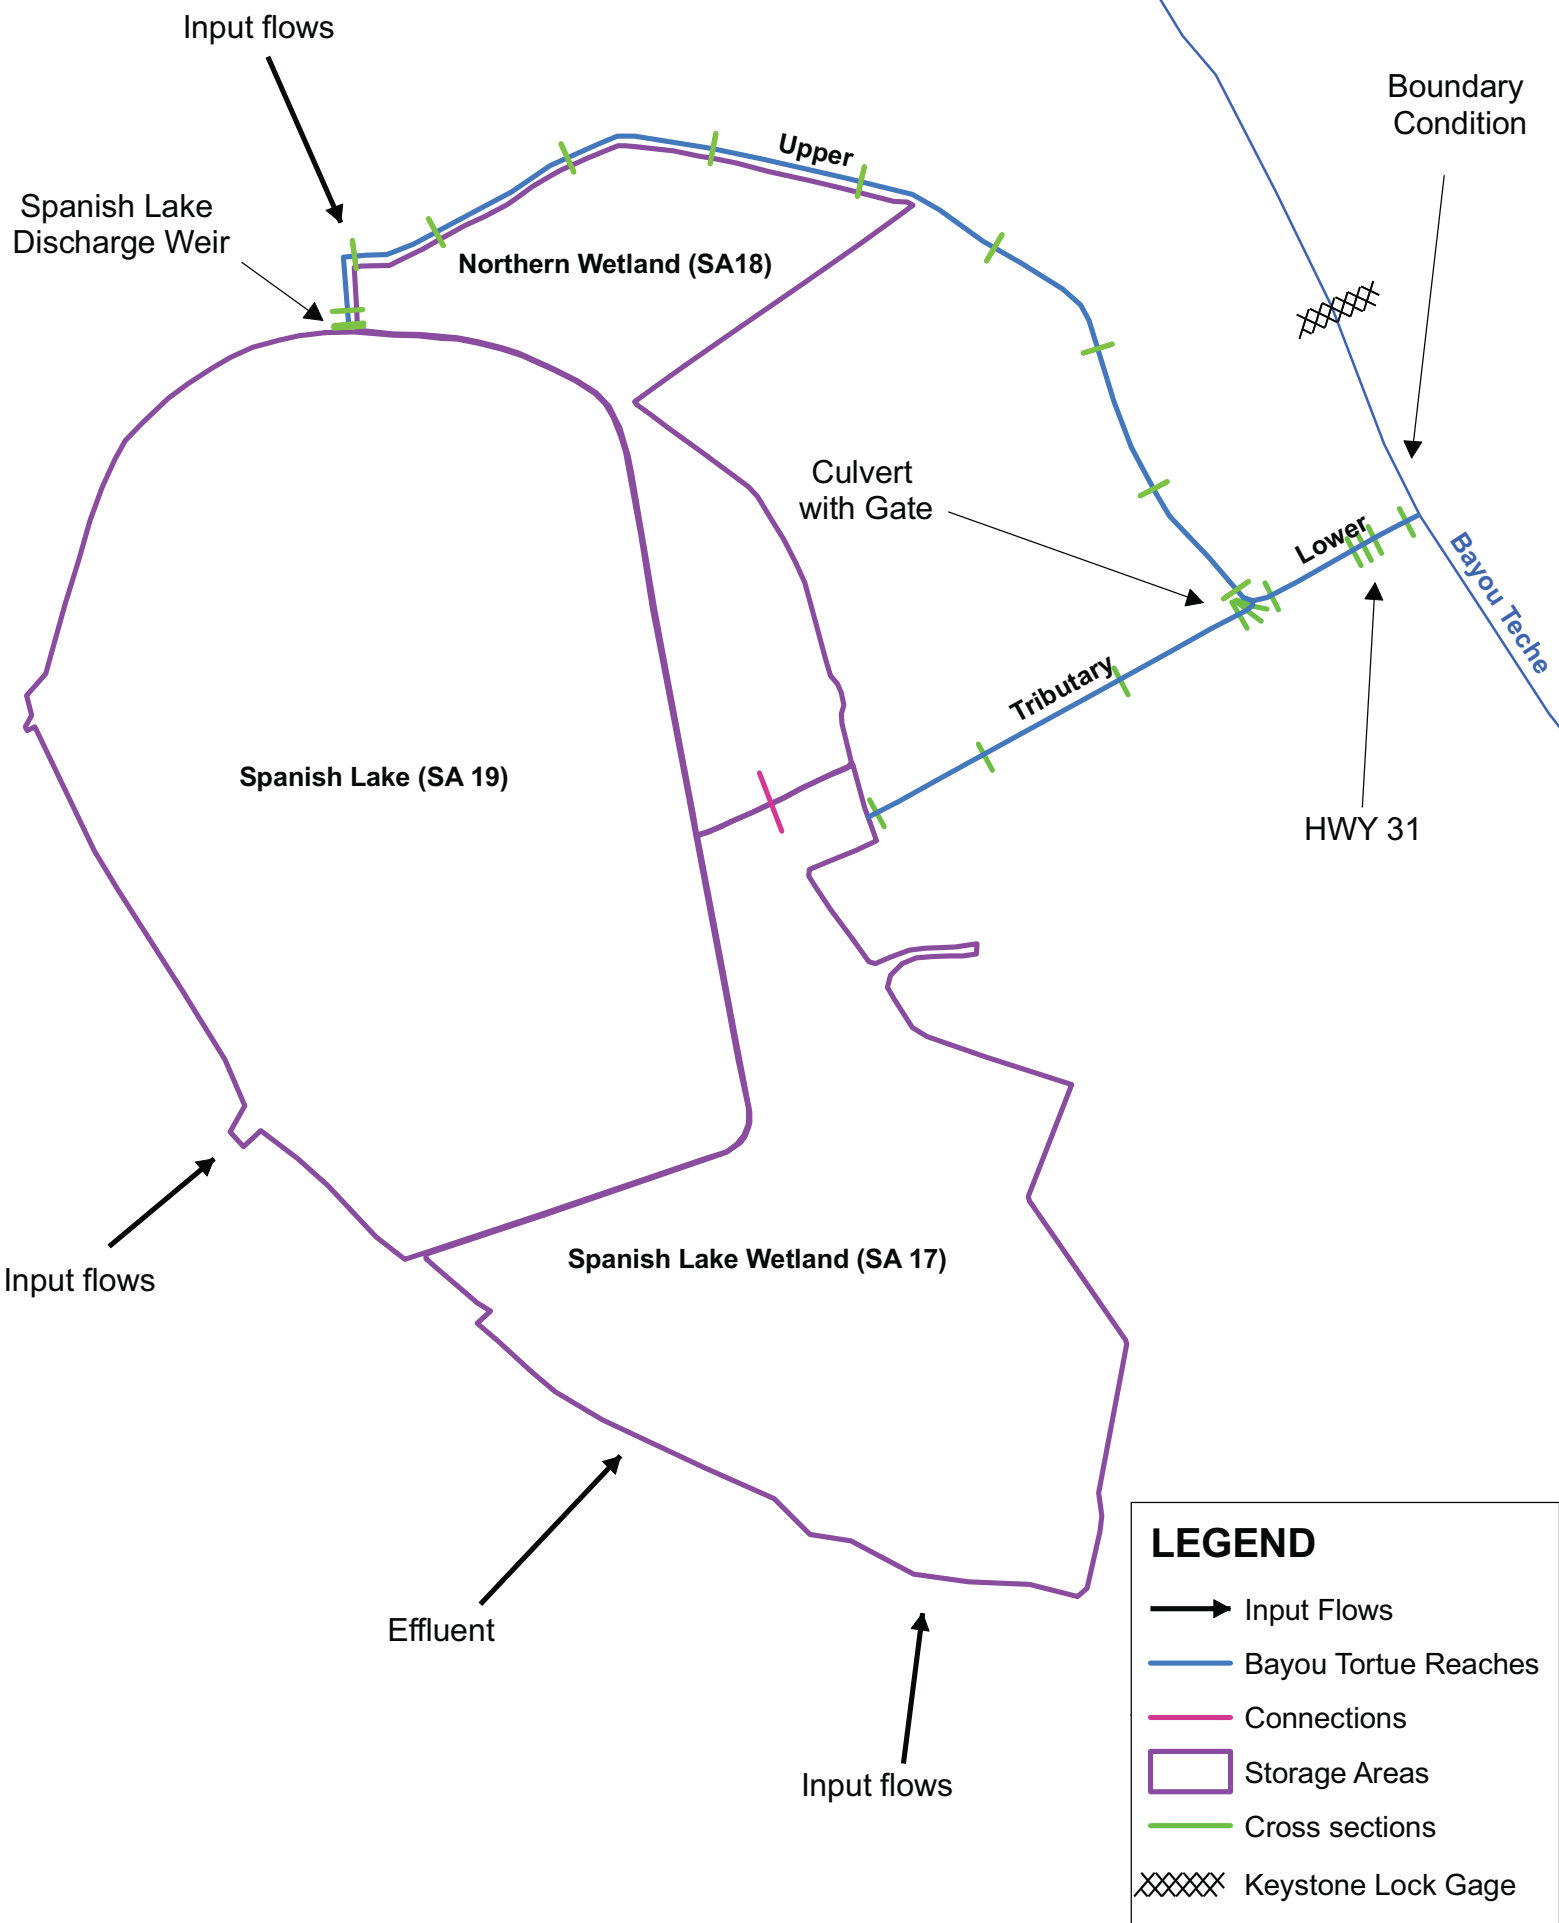 Input flows
Boundary
Condition
Upper
Spanish Lake
Discharge Weir
Northern Wetland (SA18)
Culvert
with Gate
Lower
Bayou Teche
Tributary
Spanish Lake (SA 19)
HWY 31
Spanish Lake Wetland (SA 17)
Input flows
Effluent
Input flows
LEGEND
Input Flows
Bayou Tortue Reaches
Connections
Storage Areas
Cross sections
Keystone Lock Gage